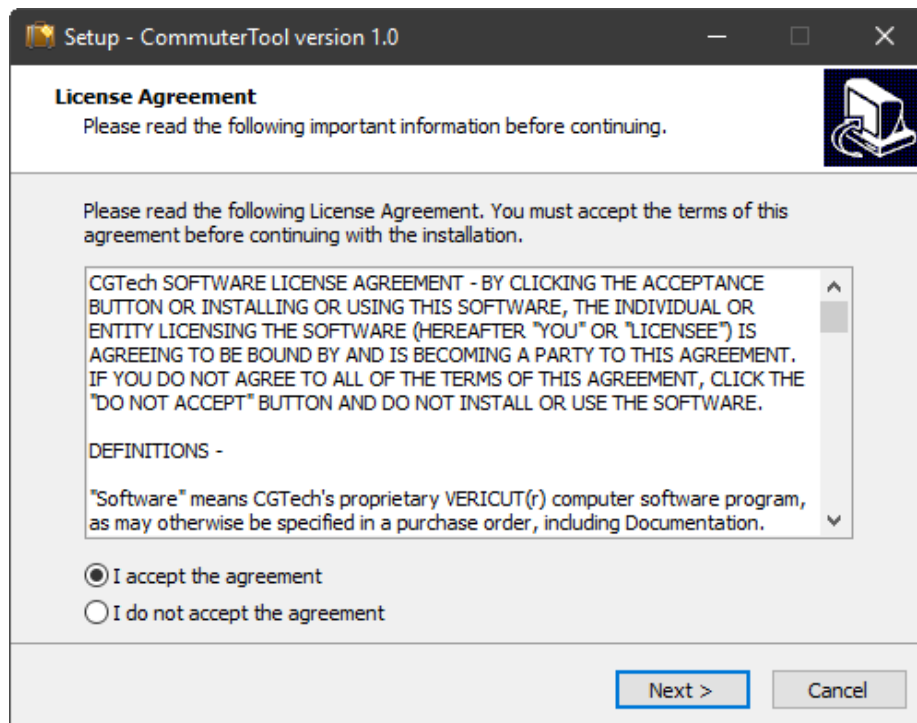 Setup - CommuterTool version 1.0
License Agreement
Please read the following important information before continuing.
Please read the following License Agreement. You must accept the terms of this
agreement before continuing with the installation.
CGTech SOFTWARE LICENSE AGREEMENT - BY CLICKING THE ACCEPTANCE
BUTTON OR INSTALLING OR USING THIS SOFTWARE, THE INDIVIDUAL OR
ENTITY LICENSING THE SOFTWARE (HEREAFTER "YOU" OR "LICENSEE") IS
AGREEING TO BE BOUND BY AND IS BECOMING A PARTY TO THIS AGREEMENT.
IF YOU DO NOT AGREE TO ALL OF THE TERMS OF THIS AGREEMENT, CLICK THE
"DO NOT ACCEPT" BUTTON AND DO NOT INSTALL OR USE THE SOFTWARE.
DEFINITIONS -
"Software" means CGTech's proprietary VERICUT(r) computer software program,
as may otherwise be specified in a purchase order, including Documentation.
I accept the agreement
I do not accept the agreement
Next >
Cancel